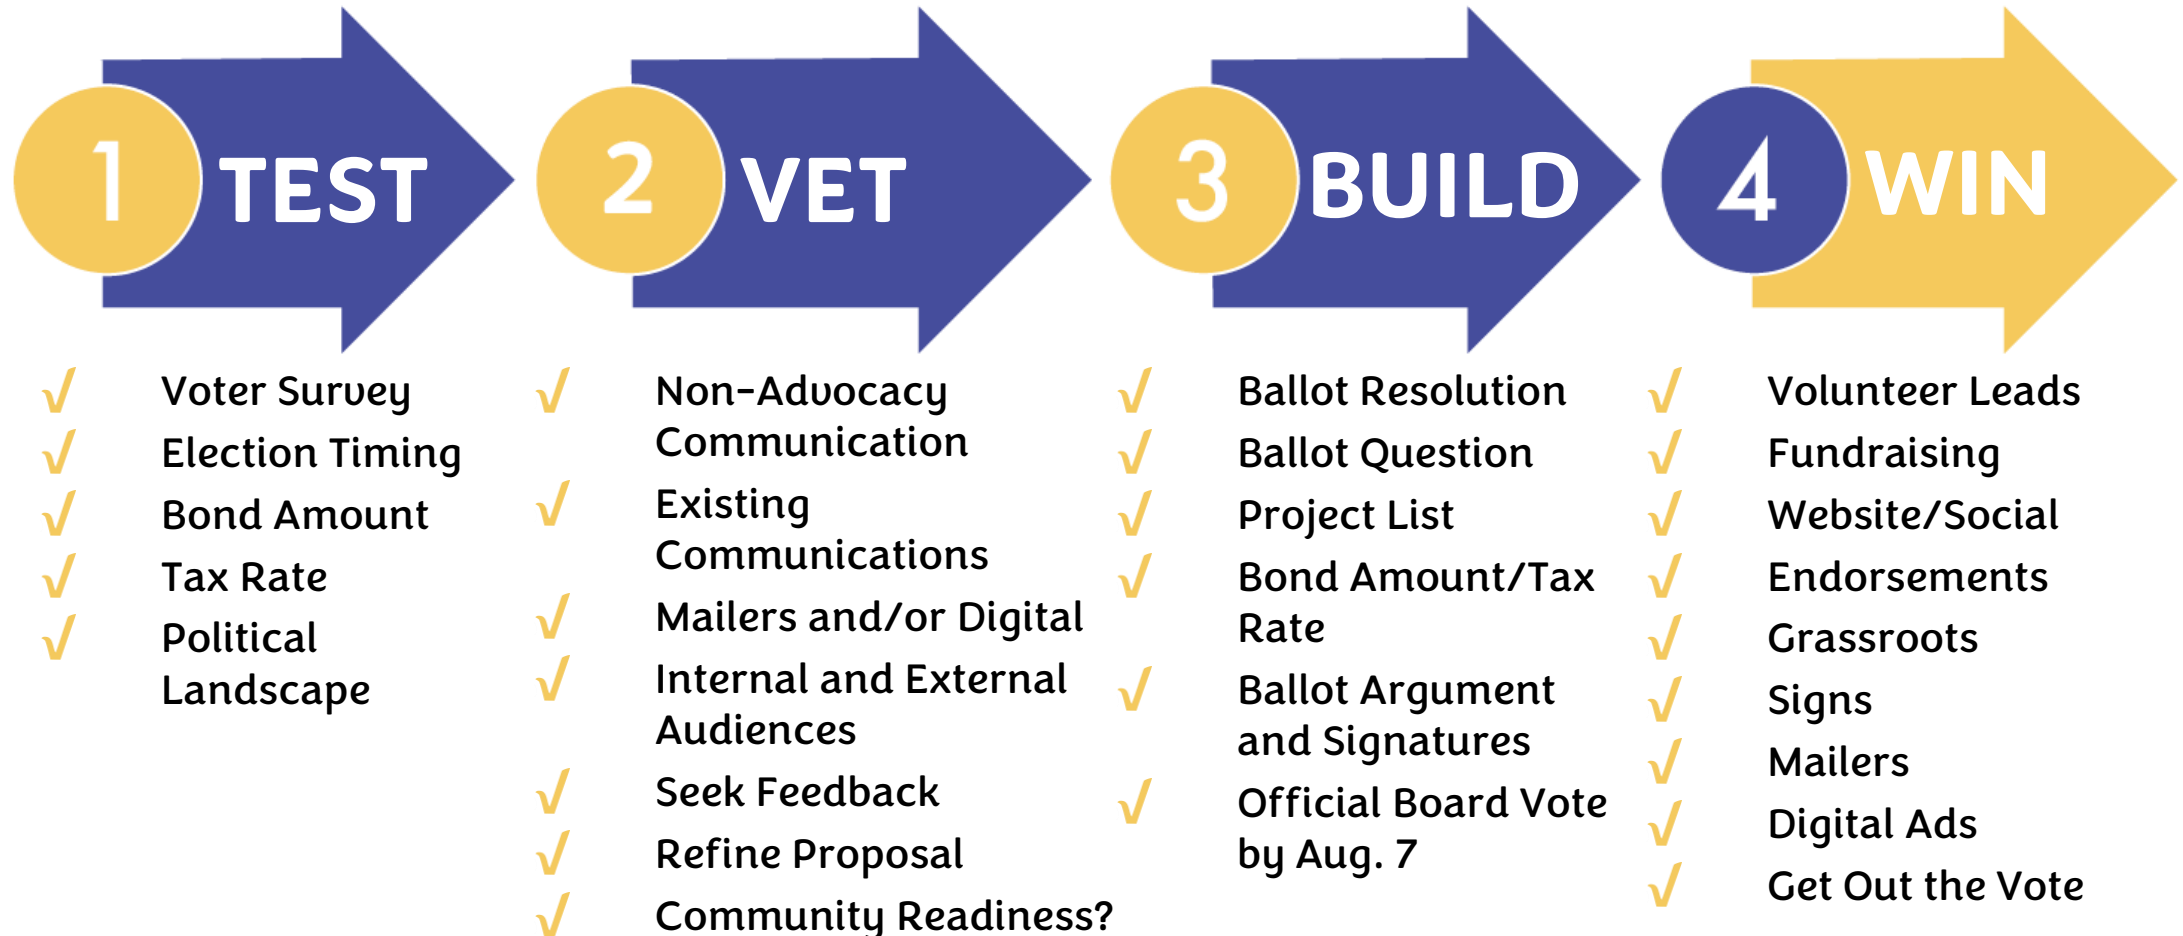 1 TEST
Voter Survey
Election Timing
Bond Amount
Tax Rate
Political
Landscape
2 VET
Non-Advocacy
Communication
Existing
Communications
Mailers and/or Digital
Internal and External
Audiences
Seek Feedback
Refine Proposal
Community Readiness?
3 BUILD
Ballot Resolution
Ballot Question
Project List
Bond Amount/Tax
Rate
Ballot Argument
and Signatures
Official Board Vote
by Aug. 7
4 WIN
Volunteer Leads
Fundraising
Website/Social
Endorsements
Grassroots
Signs
Mailers
Digital Ads
Get Out the Vote